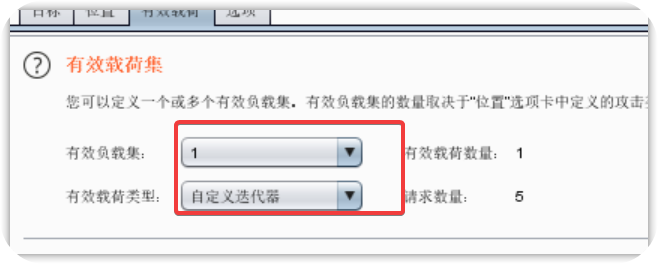 目标 位置 有效载荷 选项
? 有效载荷集
您可以定义一个或多个有效负载集。有效负载集的数量取决于"位置"选项卡中定义的攻击
有效负载集: 1 有效载荷数量: 1
有效载荷类型: 自定义迭代器 请求数量: 5